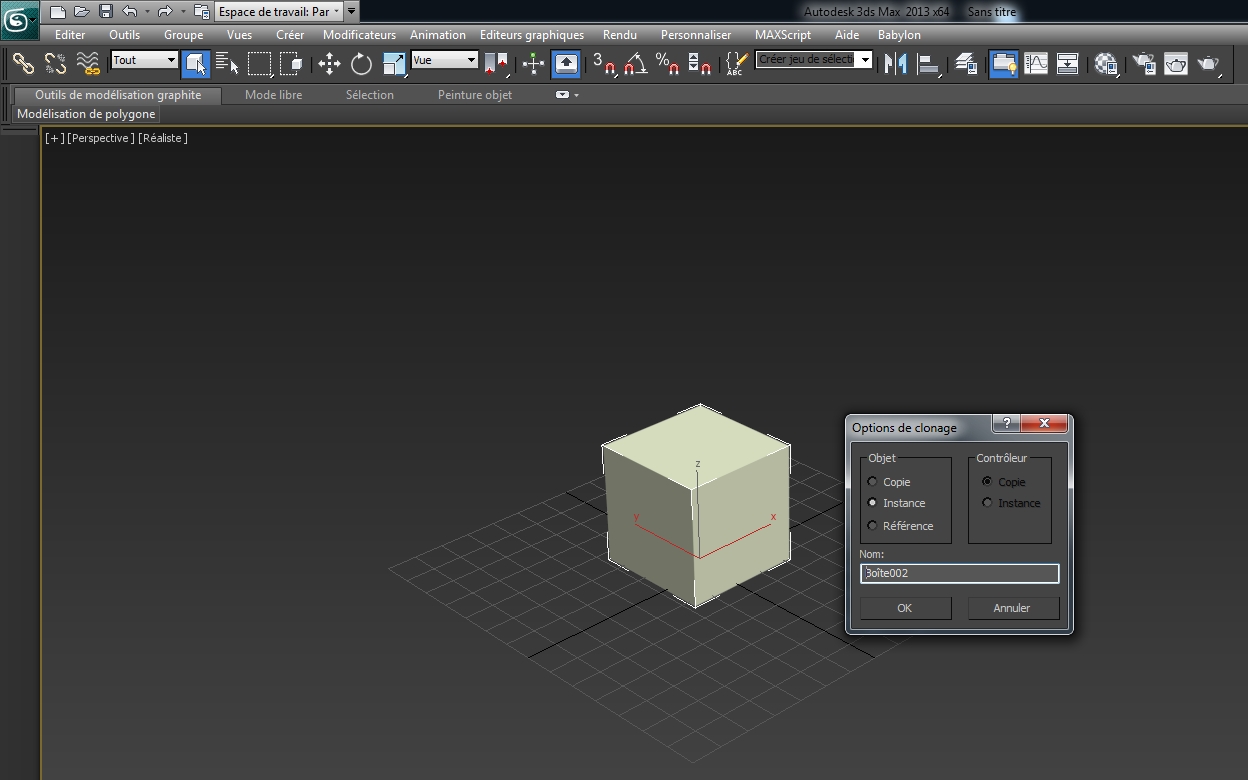 Espace de travail: Par
Autodesk 3ds Max 2013 x64 Sans titre
Editer Outils Groupe Vues Créer Modificateurs Animation Editeurs graphiques Rendu Personnaliser MAXScript Aide Babylon
Tout Vue 3 % ABC Créer jeu de sélecti
Outils de modélisation graphite Mode libre Sélection Peinture objet
Modélisation de polygone
[ + ] [Perspective ] [Réaliste ]
z
y
x
Options de clonage ?
Objet Contrôleur
Copie Copie
Instance Instance
Référence
Nom:
Boîte002
OK Annuler